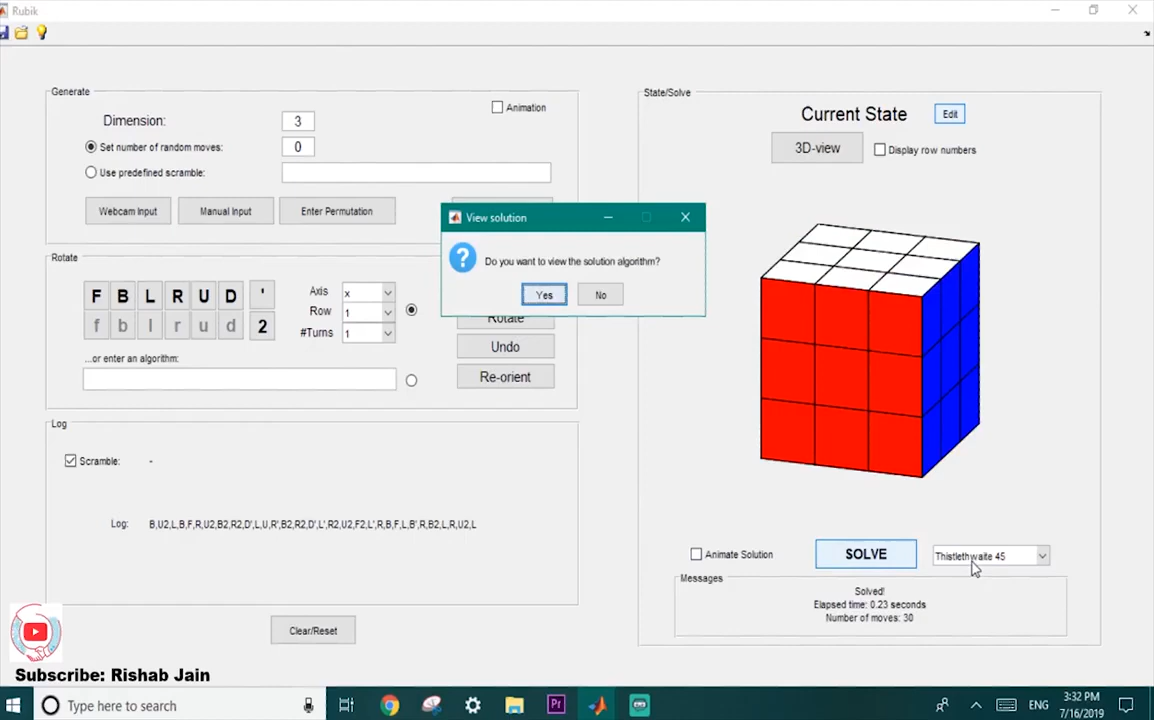 Rubik
Generate
Dimension:
3
Animation
Set number of random moves:
0
Use predefined scramble:
Webcam Input
Manual Input
Enter Permutation
Rotate
F B L R U D '
f b l r u d 2
Axis x
Row 1
#Turns 1
...or enter an algorithm:
Rotate
Undo
Re-orient
Log
Scramble: -
Log: B,U2,L,B,F,R,U2,B2,R2,D',L,U,R',B2,R2,D',L',R2,U2,F2,L',R,B,F,L,B',R,B2,L,R,U2,L
Clear/Reset
View solution
Do you want to view the solution algorithm?
Yes
No
State/Solve
Current State
Edit
3D-view
Display row numbers
Animate Solution
SOLVE
Thistlethwaite 45
Messages
Solved!
Elapsed time: 0.23 seconds
Number of moves: 30
Subscribe: Rishab Jain
Type here to search
Pr
ENG
3:32 PM
7/16/2019